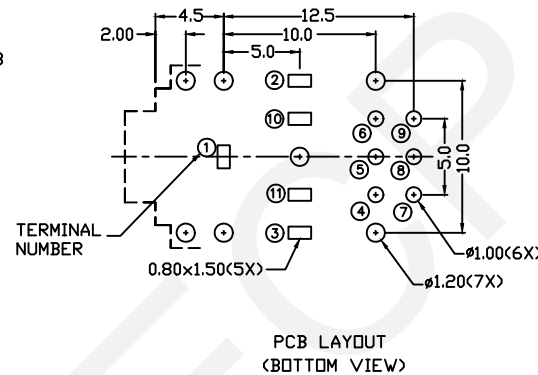 4.5
12.5
2.00
10.0
5.0
2
10
6
9
1
5
8
5.0
10.0
11
4
7
3
TERMINAL
NUMBER
0.80x1.50(5X)
ø1.00(6X)
ø1.20(7X)
PCB LAYOUT
(BOTTOM VIEW)